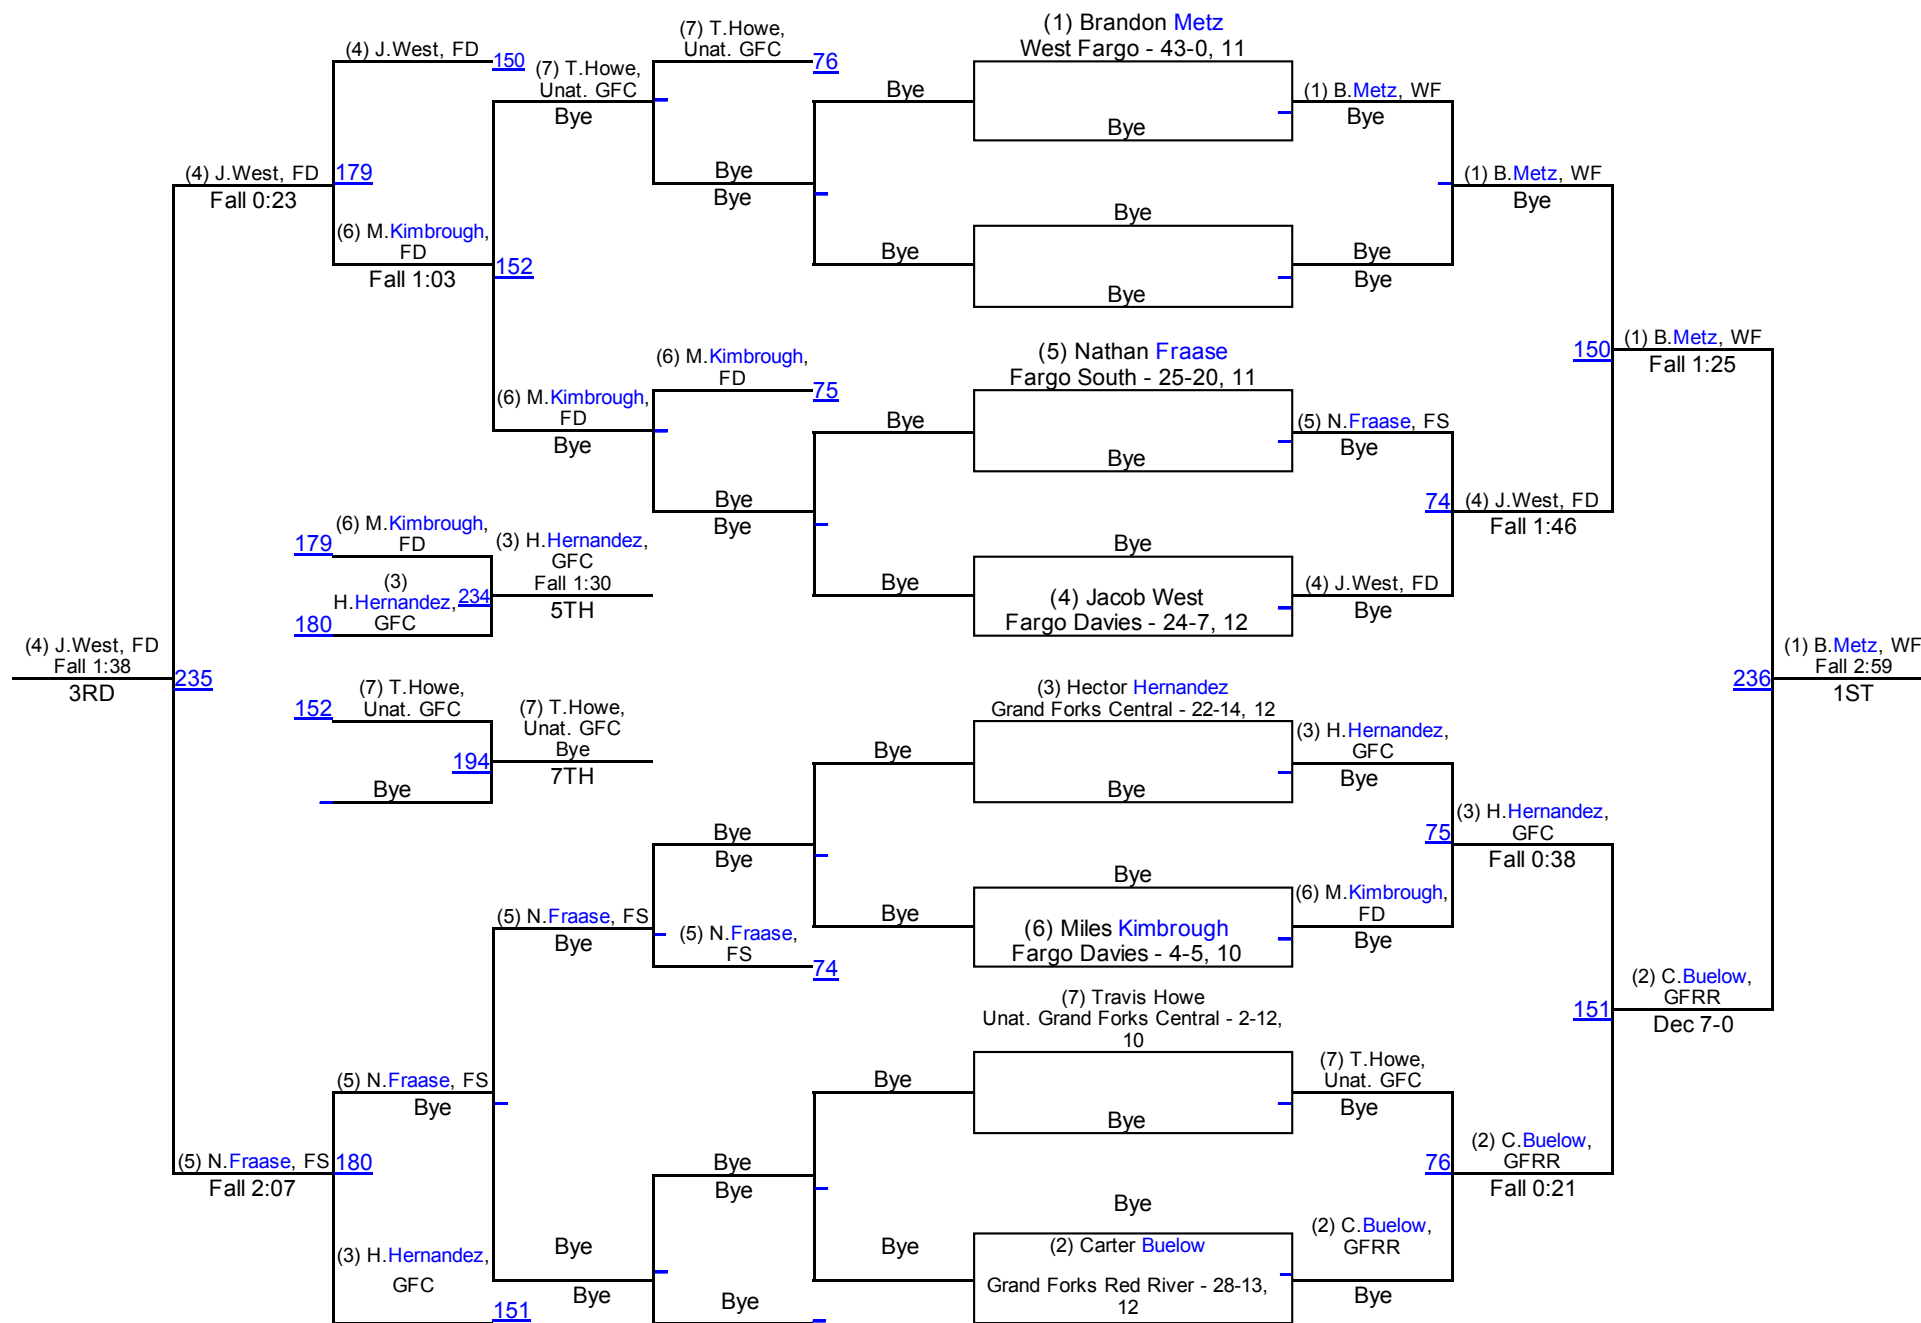 (7) T.Howe,
Unat. GFC
76
(1) Brandon Metz
West Fargo - 43-0, 11
(4) J.West, FD
150
(7) T.Howe,
Unat. GFC
Bye
Bye
Bye
(1) B.Metz, WF
Bye
(4) J.West, FD
Fall 0:23
179
Bye
Bye
(1) B.Metz, WF
Bye
(6) M.Kimbrough,
FD
Fall 1:03
152
Bye
Bye
Bye
Bye
Bye
(1) B.Metz, WF
Fall 1:25
150
(6) M.Kimbrough,
FD
75
(5) Nathan Fraase
Fargo South - 25-20, 11
(6) M.Kimbrough,
FD
Bye
Bye
Bye
(5) N.Fraase, FS
Bye
Bye
Bye
74
(4) J.West, FD
Fall 1:46
179
(6) M.Kimbrough,
FD
(3) H.Hernandez,
GFC
Fall 1:30
5TH
(3)
H.Hernandez,
GFC
234
180
Bye
Bye
(4) Jacob West
Fargo Davies - 24-7, 12
(4) J.West, FD
Bye
(4) J.West, FD
Fall 1:38
3RD
235
(1) B.Metz, WF
Fall 2:59
1ST
236
152
(7) T.Howe,
Unat. GFC
(7) T.Howe,
Unat. GFC
Bye
7TH
194
Bye
(3) Hector Hernandez
Grand Forks Central - 22-14, 12
Bye
Bye
(3) H.Hernandez,
GFC
Bye
Bye
Bye
75
(3) H.Hernandez,
GFC
Fall 0:38
(5) N.Fraase, FS
Bye
(5) N.Fraase,
FS
74
Bye
Bye
(6) Miles Kimbrough
Fargo Davies - 4-5, 10
(6) M.Kimbrough,
FD
Bye
151
(2) C.Buelow,
GFRR
Dec 7-0
(7) Travis Howe
Unat. Grand Forks Central - 2-12,
10
(5) N.Fraase, FS
Bye
Bye
Bye
(7) T.Howe,
Unat. GFC
Bye
(5) N.Fraase, FS
Fall 2:07
180
Bye
Bye
76
(2) C.Buelow,
GFRR
Fall 0:21
(3) H.Hernandez,
GFC
151
Bye
Bye
Bye
Bye
Bye
(2) Carter Buelow
Grand Forks Red River - 28-13,
12
(2) C.Buelow,
GFRR
Bye